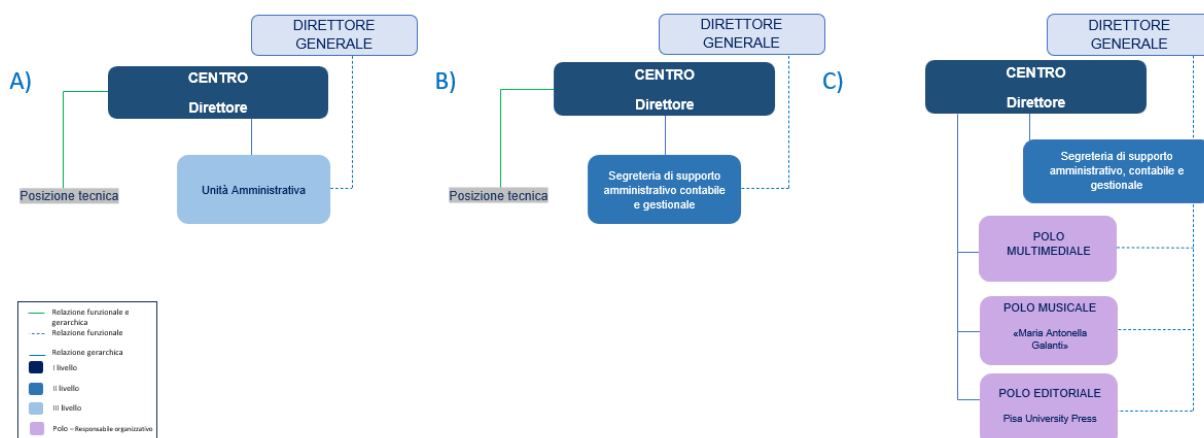 A)
DIRETTORE
GENERALE
CENTRO
Direttore
Posizione tecnica
Unità Amministrativa
B)
DIRETTORE
GENERALE
CENTRO
Direttore
Posizione tecnica
Segreteria di supporto
amministrativo contabile
e gestionale
C)
DIRETTORE
GENERALE
CENTRO
Direttore
Segreteria di supporto
amministrativo, contabile e
gestionale
POLO
MULTIMEDIALE
POLO MUSICALE
«Maria Antonella
Galanti»
POLO EDITORIALE
Pisa University Press
Relazione funzionale e
gerarchica
Relazione funzionale
Relazione gerarchica
I livello
II livello
III livello
Polo – Responsabile organizzativo